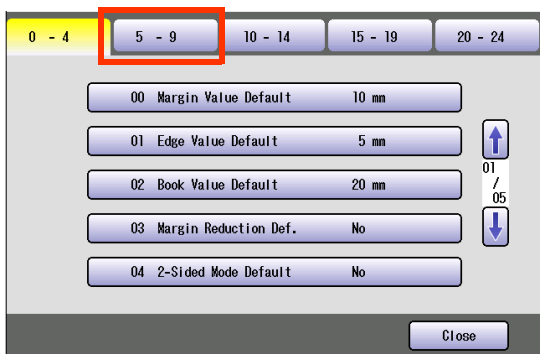 0 - 4 5 - 9 10 - 14 15 - 19 20 - 24
00 Margin Value Default 10 mm
01 Edge Value Default 5 mm
02 Book Value Default 20 mm
03 Margin Reduction Def. No
04 2-Sided Mode Default No
01
/
05
Close